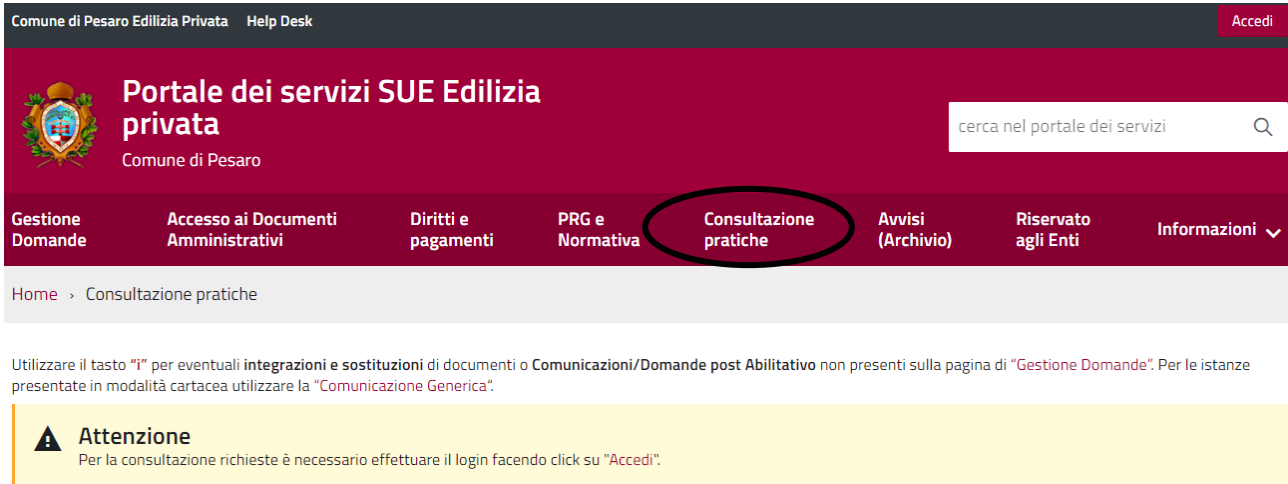 Comune di Pesaro Edilizia Privata Help Desk Accedi
Portale dei servizi SUE Edilizia
privata
Comune di Pesaro
cerca nel portale dei servizi
Gestione
Domande
Accesso ai Documenti
Amministrativi
Diritti e
pagamenti
PRG e
Normativa
Consultazione
pratiche
Avvisi
(Archivio)
Riservato
agli Enti
Informazioni
Home › Consultazione pratiche
Utilizzare il tasto “i” per eventuali integrazioni e sostituzioni di documenti o Comunicazioni/Domande post Abilitativo non presenti sulla pagina di “Gestione Domande”. Per le istanze
presentate in modalità cartacea utilizzare la “Comunicazione Generica”.
Attenzione
Per la consultazione richieste è necessario effettuare il login facendo click su "Accedi".